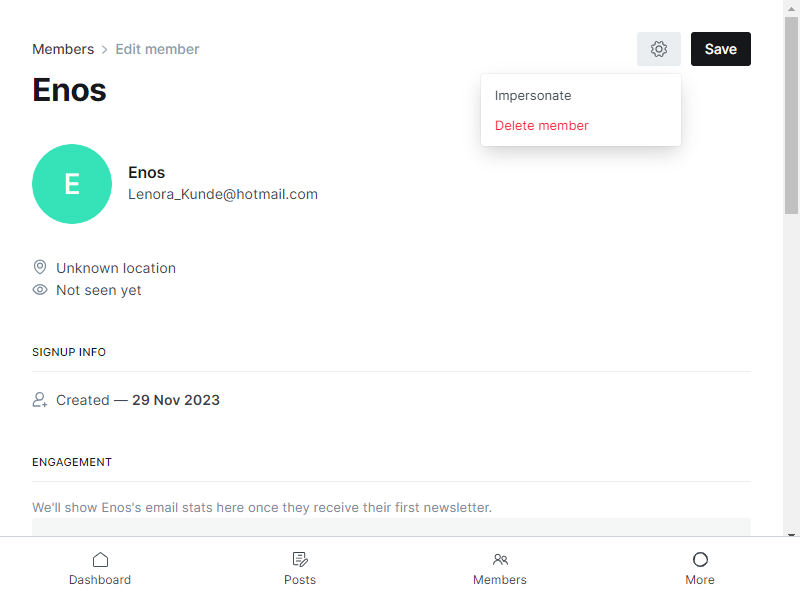 Members > Edit member
Save
Enos
Impersonate
Delete member
E
Enos
Lenora_Kunde@hotmail.com
Unknown location
Not seen yet
SIGNUP INFO
Created — 29 Nov 2023
ENGAGEMENT
We'll show Enos's email stats here once they receive their first newsletter.
Dashboard
Posts
Members
More